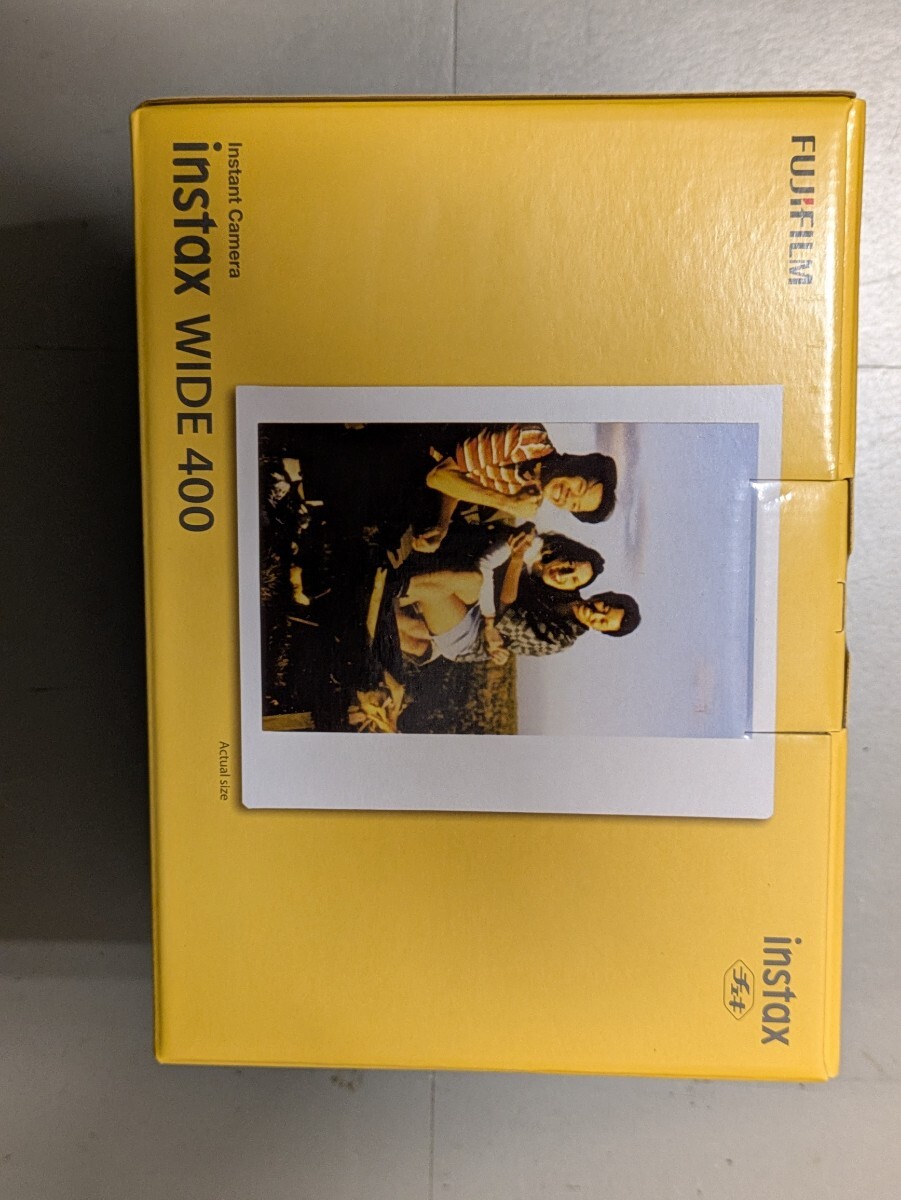 FUJIFILM
instax
チェキ
Actual size
Instant Camera
instax WIDE 400